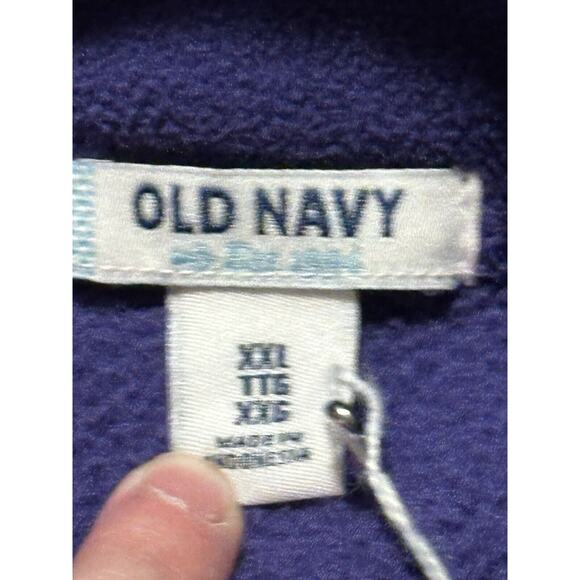 OLD NAVY
XXL
TTG
XXG
MADE IN
INDONESIA